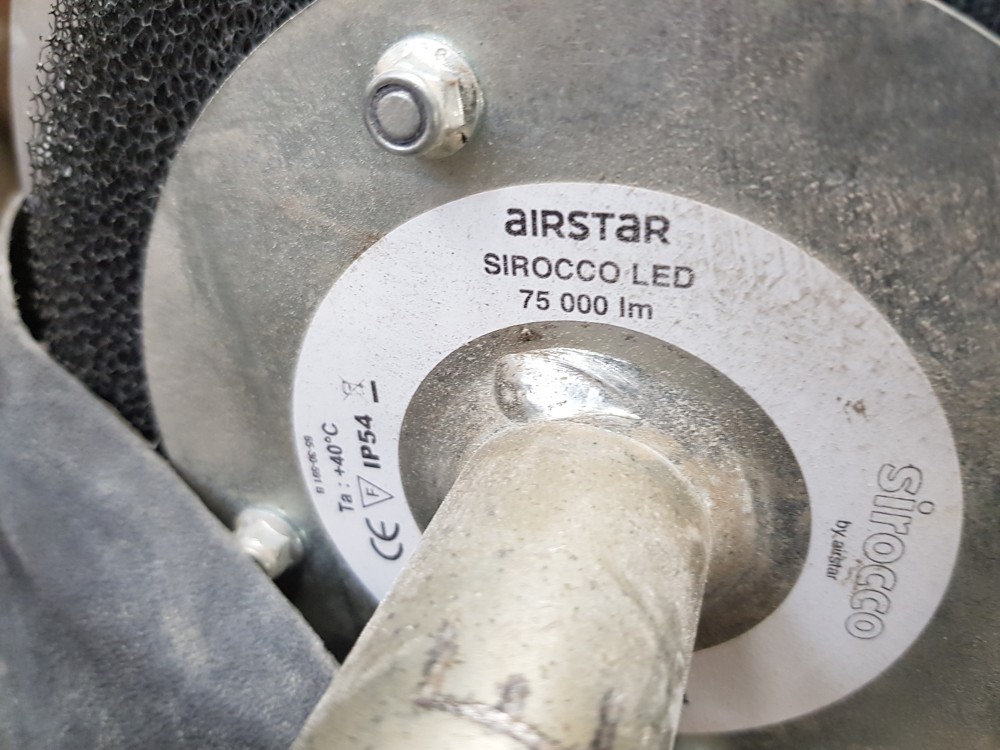 aIRSTaR
SIROCCO LED
75 000 lm
Ta : +40°C
CE F IP54
sirocco
by airstar